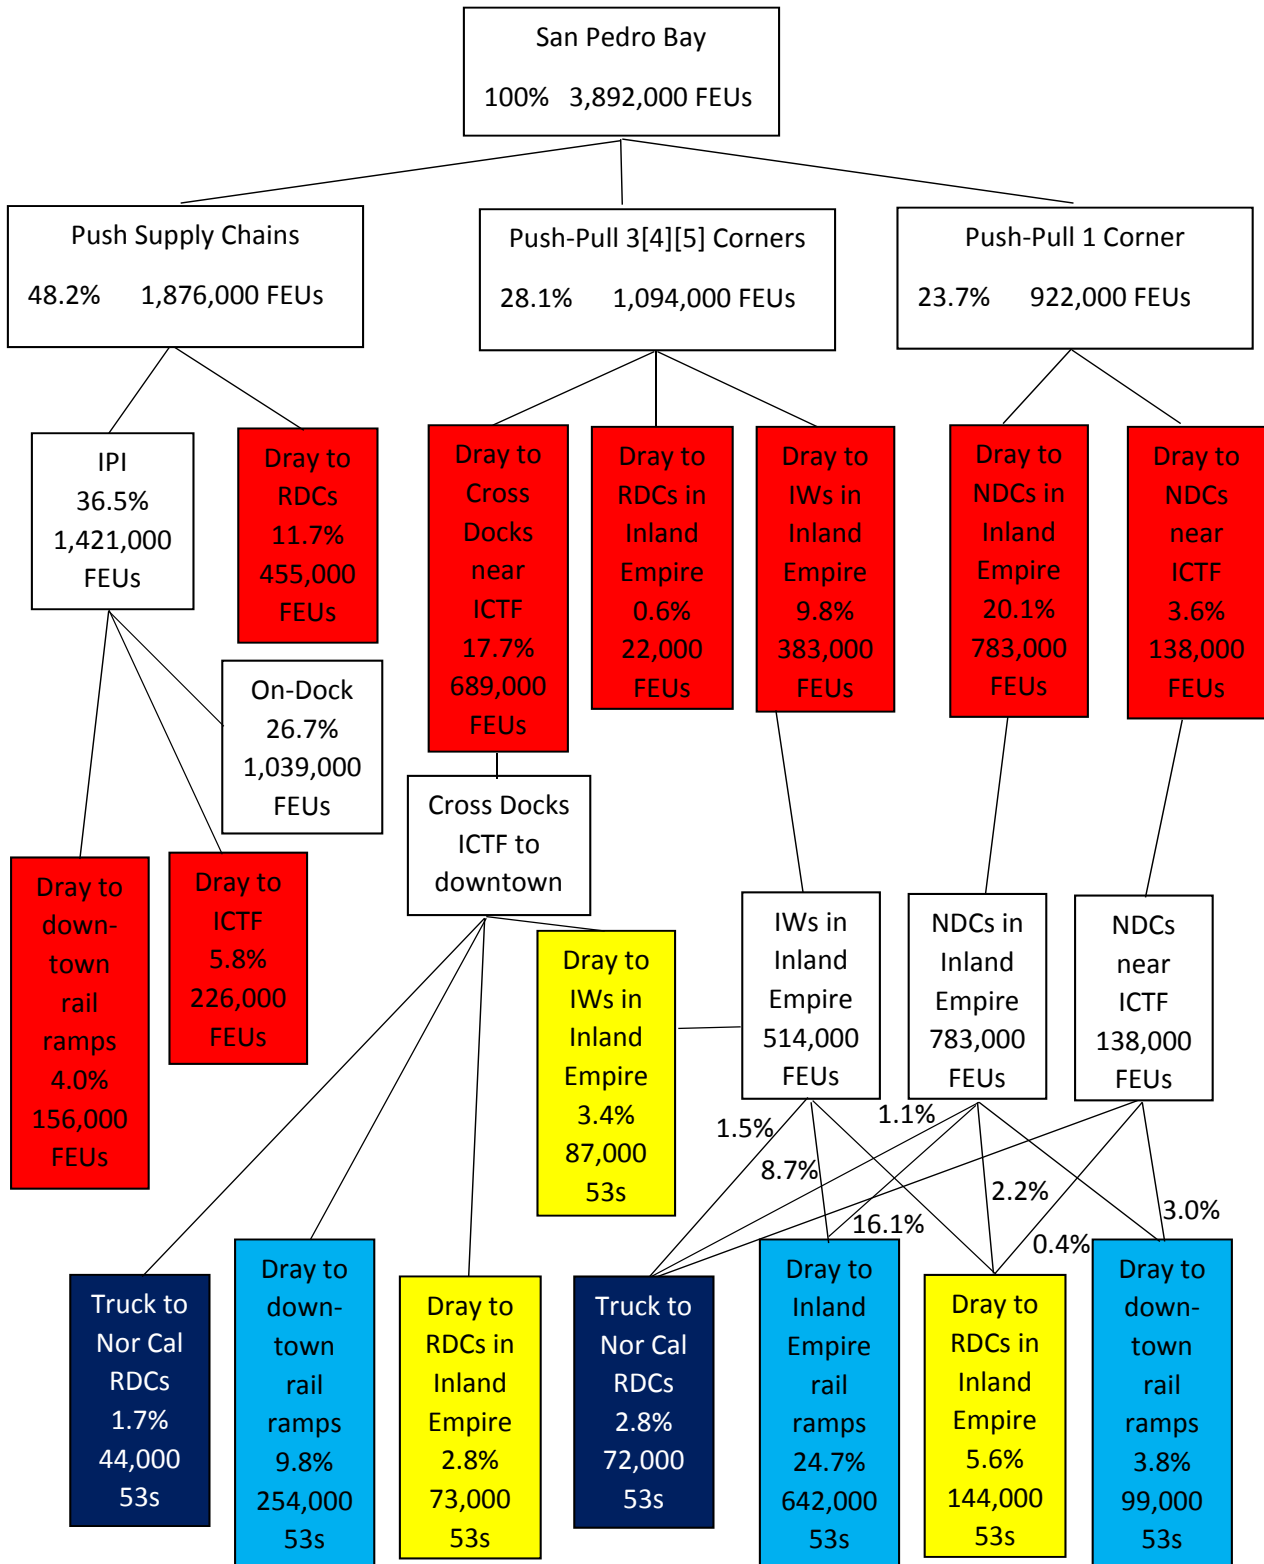 San Pedro Bay
100% 3,892,000 FEUs
Push Supply Chains
48.2% 1,876,000 FEUs
Push-Pull 3[4][5] Corners
28.1% 1,094,000 FEUs
Push-Pull 1 Corner
23.7% 922,000 FEUs
IPI
36.5%
1,421,000
FEUs
Dray to
RDCs
11.7%
455,000
FEUs
Dray to
Cross
Docks
near
ICTF
17.7%
689,000
FEUs
Dray to
RDCs in
Inland
Empire
0.6%
22,000
FEUs
Dray to
IWs in
Inland
Empire
9.8%
383,000
FEUs
Dray to
NDCs in
Inland
Empire
20.1%
783,000
FEUs
Dray to
NDCs
near
ICTF
3.6%
138,000
FEUs
On-Dock
26.7%
1,039,000
FEUs
Dray to
down-
town
rail
ramps
4.0%
156,000
FEUs
Dray to
ICTF
5.8%
226,000
FEUs
Cross Docks
ICTF to
downtown
Dray to
IWs in
Inland
Empire
3.4%
87,000
53s
IWs in
Inland
Empire
514,000
FEUs
NDCs in
Inland
Empire
783,000
FEUs
NDCs
near
ICTF
138,000
FEUs
1.5%
1.1%
8.7%
16.1%
2.2%
0.4%
3.0%
Truck to
Nor Cal
RDCs
1.7%
44,000
53s
Dray to
down-
town
rail
ramps
9.8%
254,000
53s
Dray to
RDCs in
Inland
Empire
2.8%
73,000
53s
Truck to
Nor Cal
RDCs
2.8%
72,000
53s
Dray to
Inland
Empire
rail
ramps
24.7%
642,000
53s
Dray to
RDCs in
Inland
Empire
5.6%
144,000
53s
Dray to
down-
town
rail
ramps
3.8%
99,000
53s